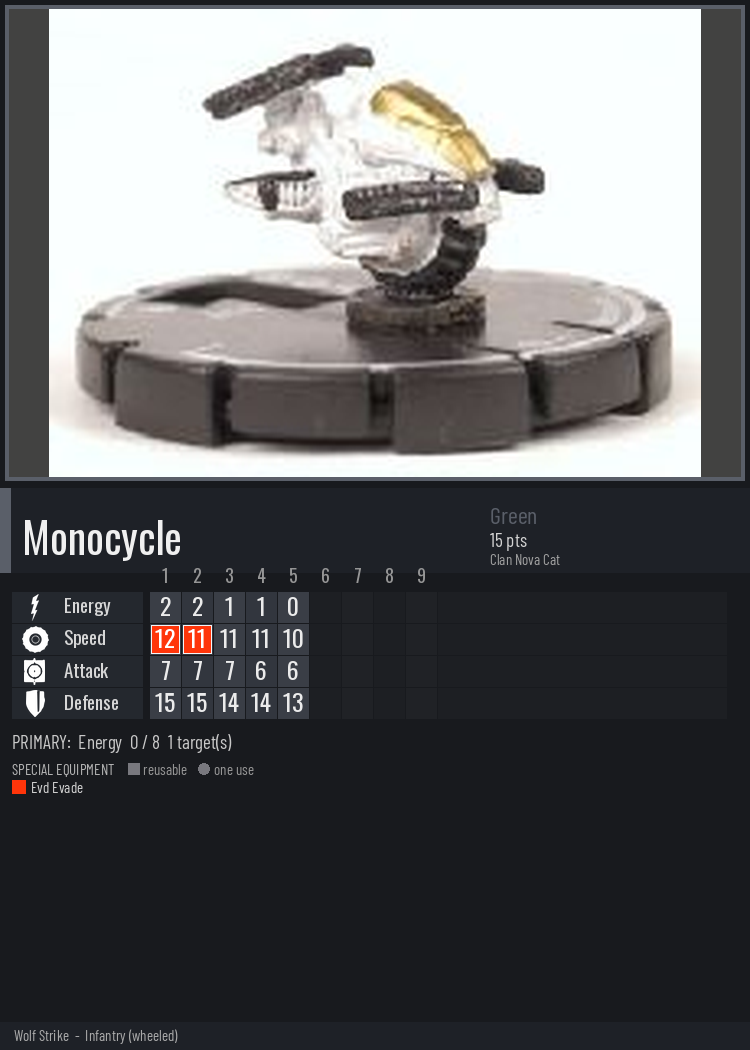 Monocycle
Green
15 pts
Clan Nova Cat
1 2 3 4 5 6 7 8 9
Energy 2 2 1 1 0
Speed 12 11 11 11 10
Attack 7 7 7 6 6
Defense 15 15 14 14 13
PRIMARY: Energy 0 / 8 1 target(s)
SPECIAL EQUIPMENT reusable one use
Evd Evade
Wolf Strike - Infantry (wheeled)